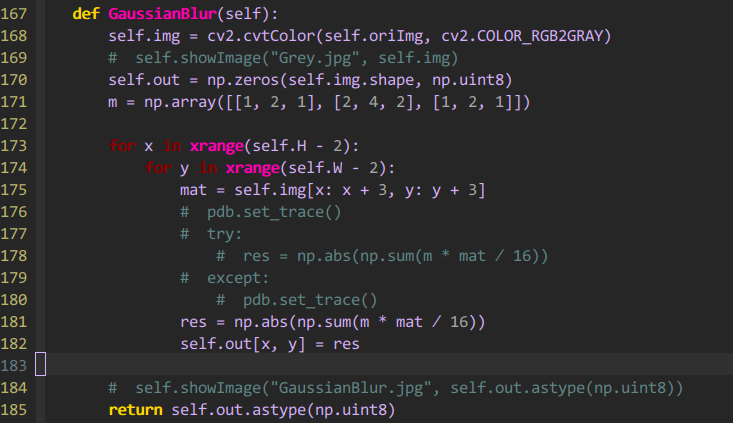 167 def GaussianBlur(self):
168 self.img = cv2.cvtColor(self.oriImg, cv2.COLOR_RGB2GRAY)
169 #  self.showImage("Grey.jpg", self.img)
170 self.out = np.zeros(self.img.shape, np.uint8)
171 m = np.array([[1, 2, 1], [2, 4, 2], [1, 2, 1]])
172
173 for x in xrange(self.H - 2):
174 for y in xrange(self.W - 2):
175 mat = self.img[x: x + 3, y: y + 3]
176 #  pdb.set_trace()
177 #  try:
178 #  res = np.abs(np.sum(m * mat / 16))
179 #  except:
180 #  pdb.set_trace()
181 res = np.abs(np.sum(m * mat / 16))
182 self.out[x, y] = res
183
184 #  self.showImage("GaussianBlur.jpg", self.out.astype(np.uint8))
185 return self.out.astype(np.uint8)